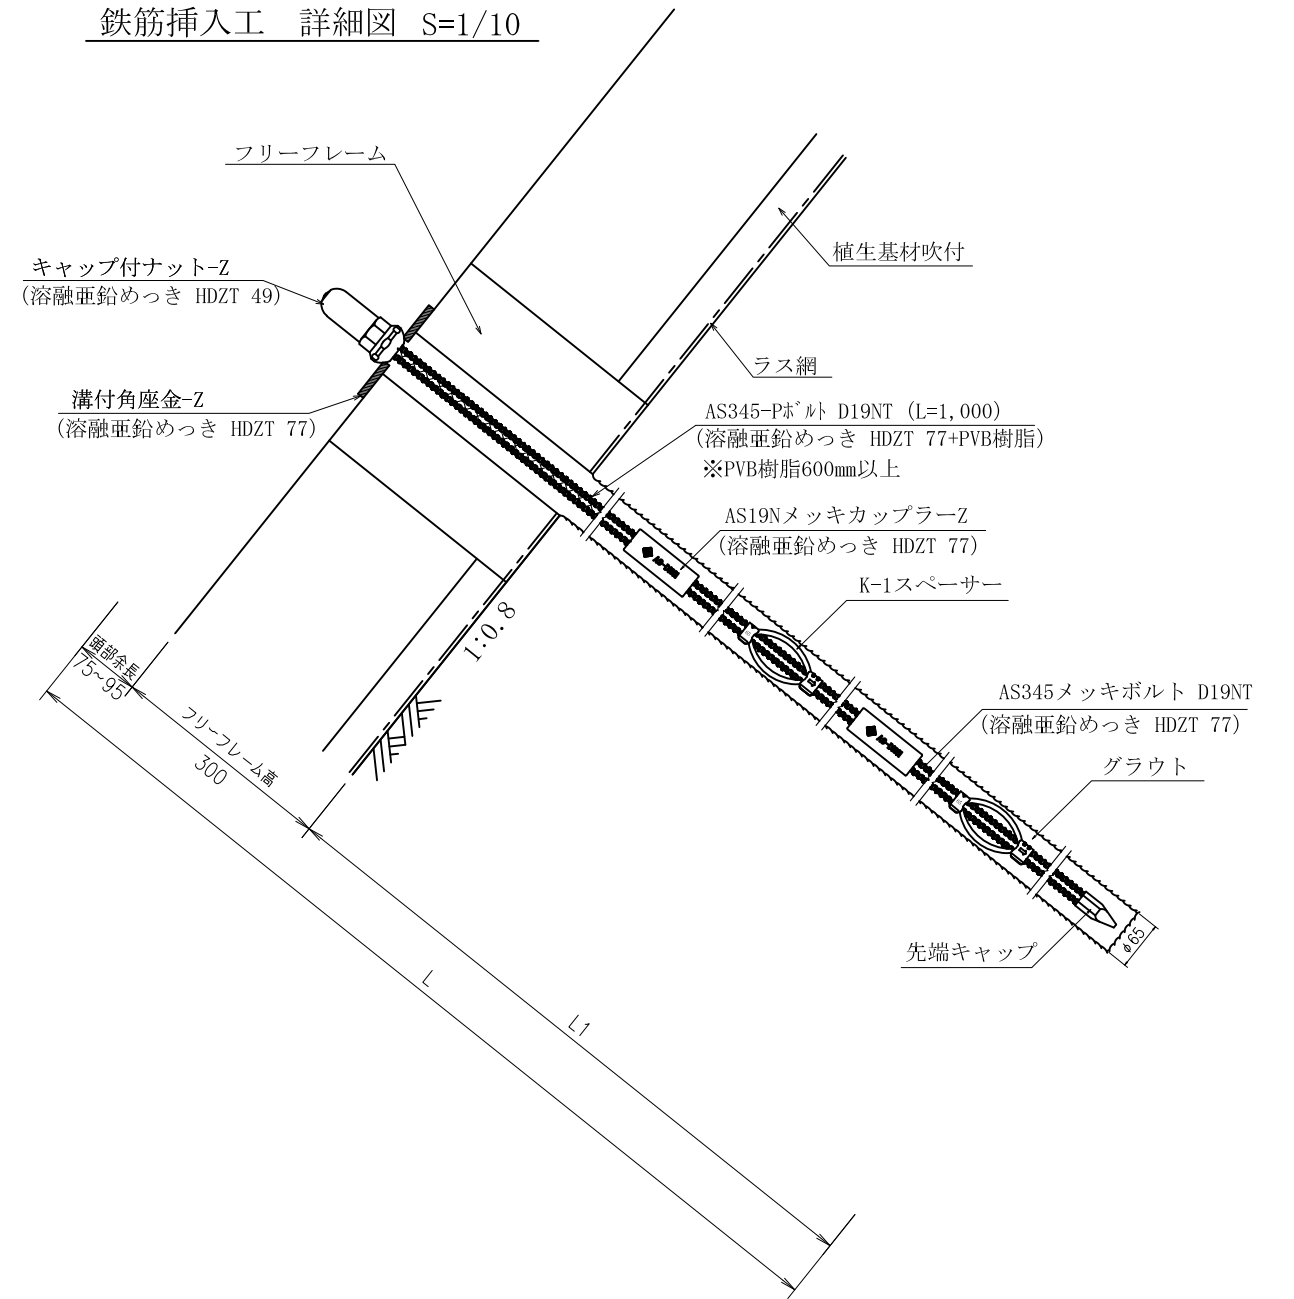 鉄筋挿入工　詳細図　S=1/10
フリーフレーム
植生基材吹付
キャップ付ナット-Z
(溶融亜鉛めっき HDZT 49)
ラス網
溝付角座金-Z
(溶融亜鉛めっき HDZT 77)
AS345-Pボルト D19NT (L=1,000)
(溶融亜鉛めっき HDZT 77+PVB樹脂)
※PVB樹脂600mm以上
AS19NメッキカップラーZ
(溶融亜鉛めっき HDZT 77)
K-1スペーサー
1:0.8
頭部余長
75~95
AS345メッキボルト D19NT
(溶融亜鉛めっき HDZT 77)
フリーフレーム高
300
グラウト
先端キャップ
φ65
L
L1